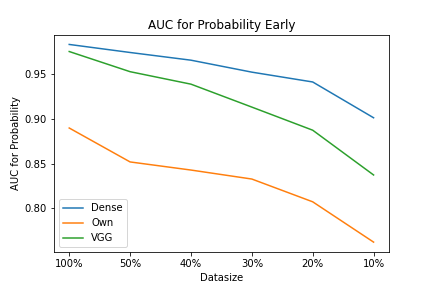 AUC for Probability Early
AUC for Probability
0.95
0.90
0.85
0.80
Dense
Own
VGG
100% 50% 40% 30% 20% 10%
Datasize